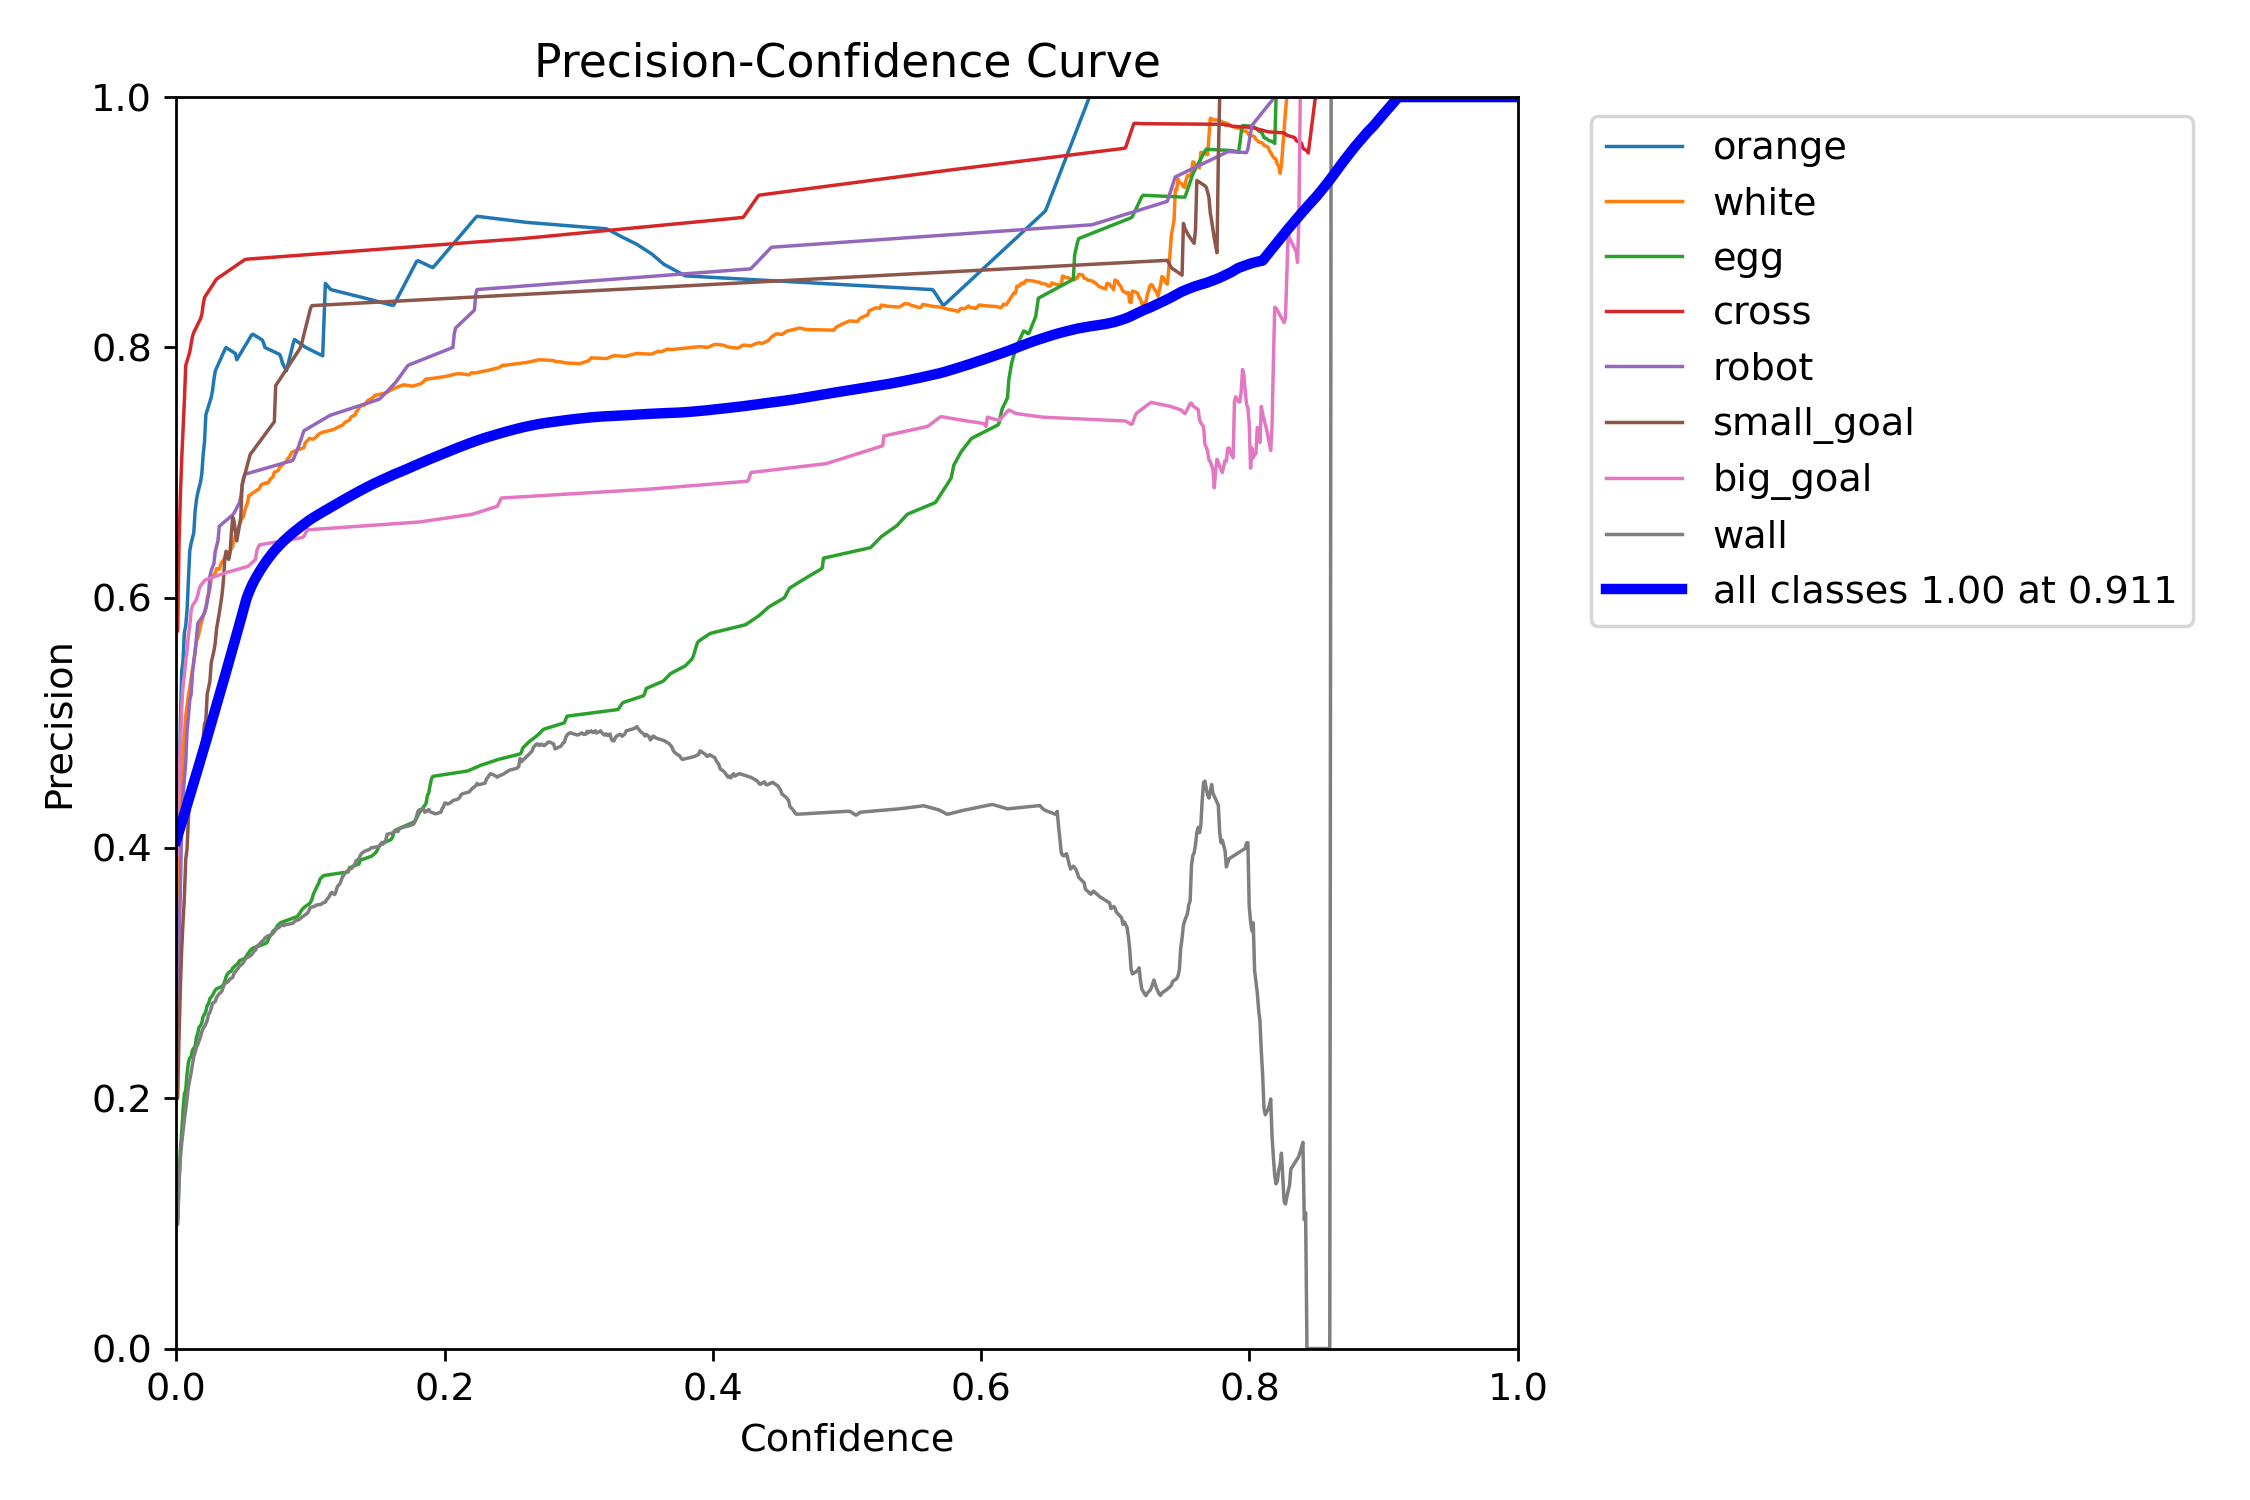 Precision-Confidence Curve
1.0
0.8
0.6
0.4
0.2
0.0
Precision
0.0 0.2 0.4 0.6 0.8 1.0
Confidence
orange
white
egg
cross
robot
small_goal
big_goal
wall
all classes 1.00 at 0.911